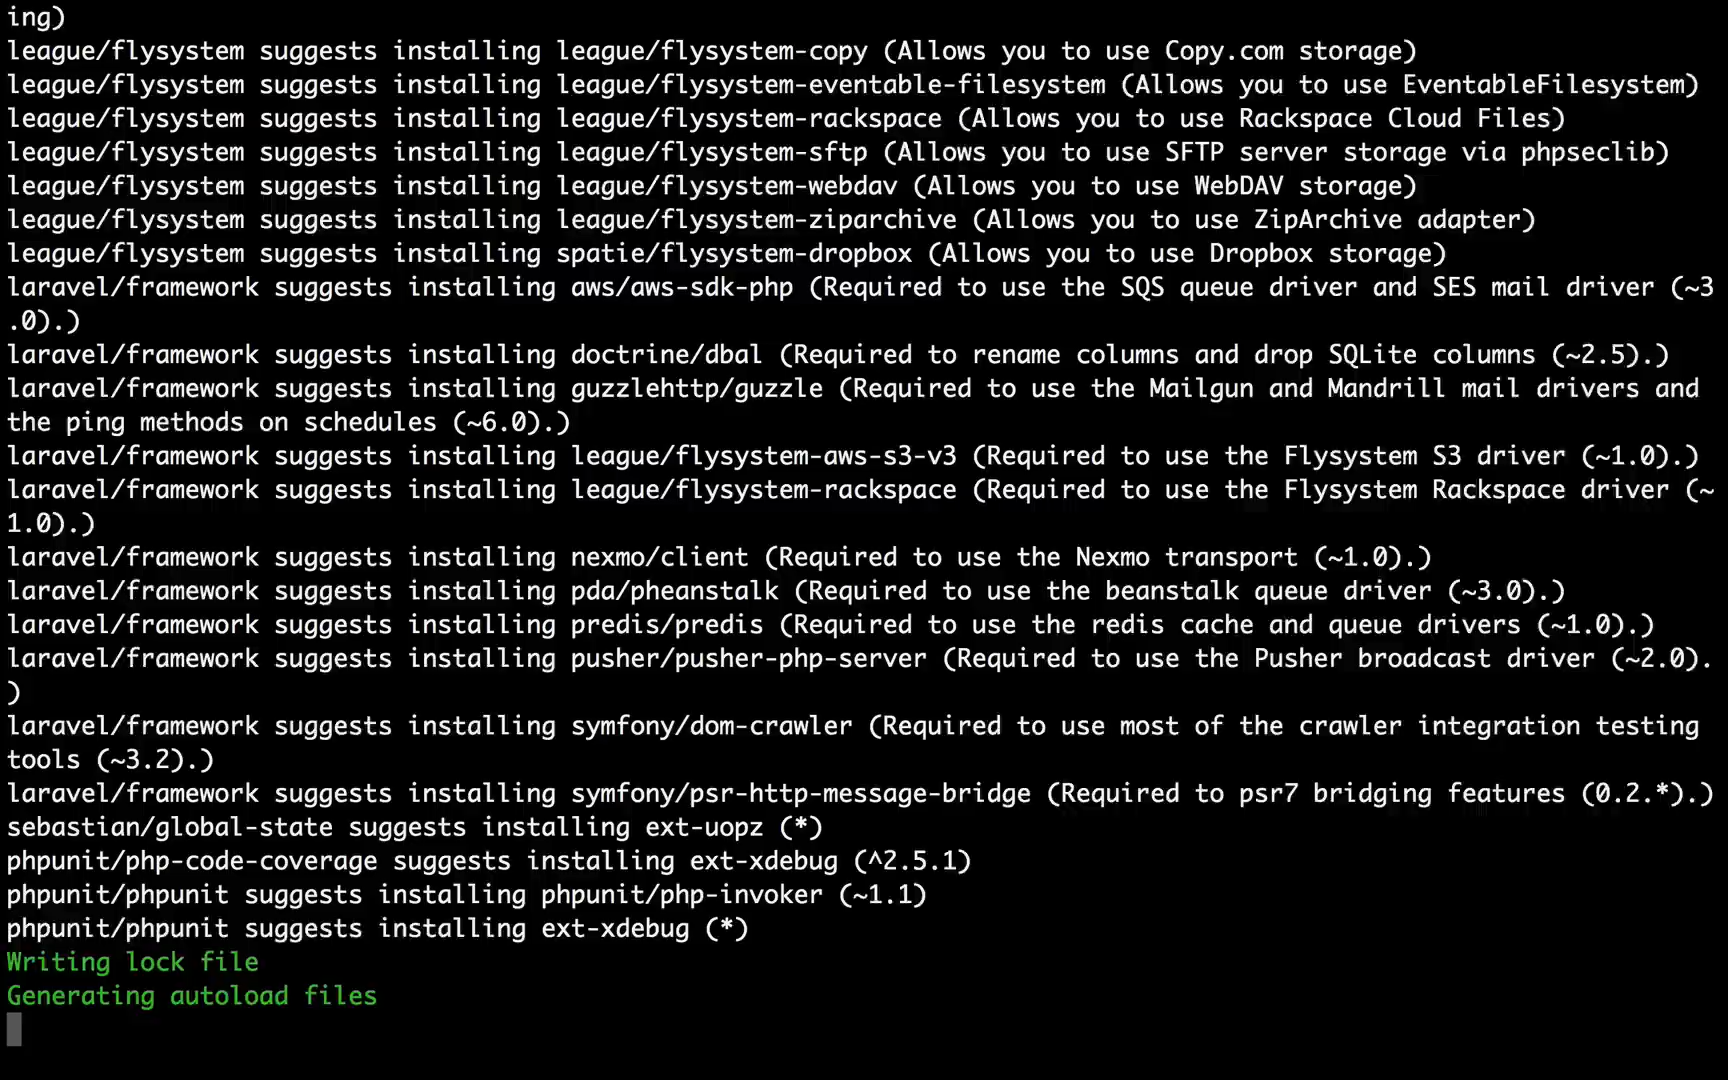 ing)
league/flysystem suggests installing league/flysystem-copy (Allows you to use Copy.com storage)
league/flysystem suggests installing league/flysystem-eventable-filesystem (Allows you to use EventableFilesystem)
league/flysystem suggests installing league/flysystem-rackspace (Allows you to use Rackspace Cloud Files)
league/flysystem suggests installing league/flysystem-sftp (Allows you to use SFTP server storage via phpseclib)
league/flysystem suggests installing league/flysystem-webdav (Allows you to use WebDAV storage)
league/flysystem suggests installing league/flysystem-ziparchive (Allows you to use ZipArchive adapter)
league/flysystem suggests installing spatie/flysystem-dropbox (Allows you to use Dropbox storage)
laravel/framework suggests installing aws/aws-sdk-php (Required to use the SQS queue driver and SES mail driver (~3
.0).)
laravel/framework suggests installing doctrine/dbal (Required to rename columns and drop SQLite columns (~2.5).)
laravel/framework suggests installing guzzlehttp/guzzle (Required to use the Mailgun and Mandrill mail drivers and
the ping methods on schedules (~6.0).)
laravel/framework suggests installing league/flysystem-aws-s3-v3 (Required to use the Flysystem S3 driver (~1.0).)
laravel/framework suggests installing league/flysystem-rackspace (Required to use the Flysystem Rackspace driver (~
1.0).)
laravel/framework suggests installing nexmo/client (Required to use the Nexmo transport (~1.0).)
laravel/framework suggests installing pda/pheanstalk (Required to use the beanstalk queue driver (~3.0).)
laravel/framework suggests installing predis/predis (Required to use the redis cache and queue drivers (~1.0).)
laravel/framework suggests installing pusher/pusher-php-server (Required to use the Pusher broadcast driver (~2.0).
)
laravel/framework suggests installing symfony/dom-crawler (Required to use most of the crawler integration testing
tools (~3.2).)
laravel/framework suggests installing symfony/psr-http-message-bridge (Required to psr7 bridging features (0.2.*).)
sebastian/global-state suggests installing ext-uopz (*)
phpunit/php-code-coverage suggests installing ext-xdebug (^2.5.1)
phpunit/phpunit suggests installing phpunit/php-invoker (~1.1)
phpunit/phpunit suggests installing ext-xdebug (*)
Writing lock file
Generating autoload files